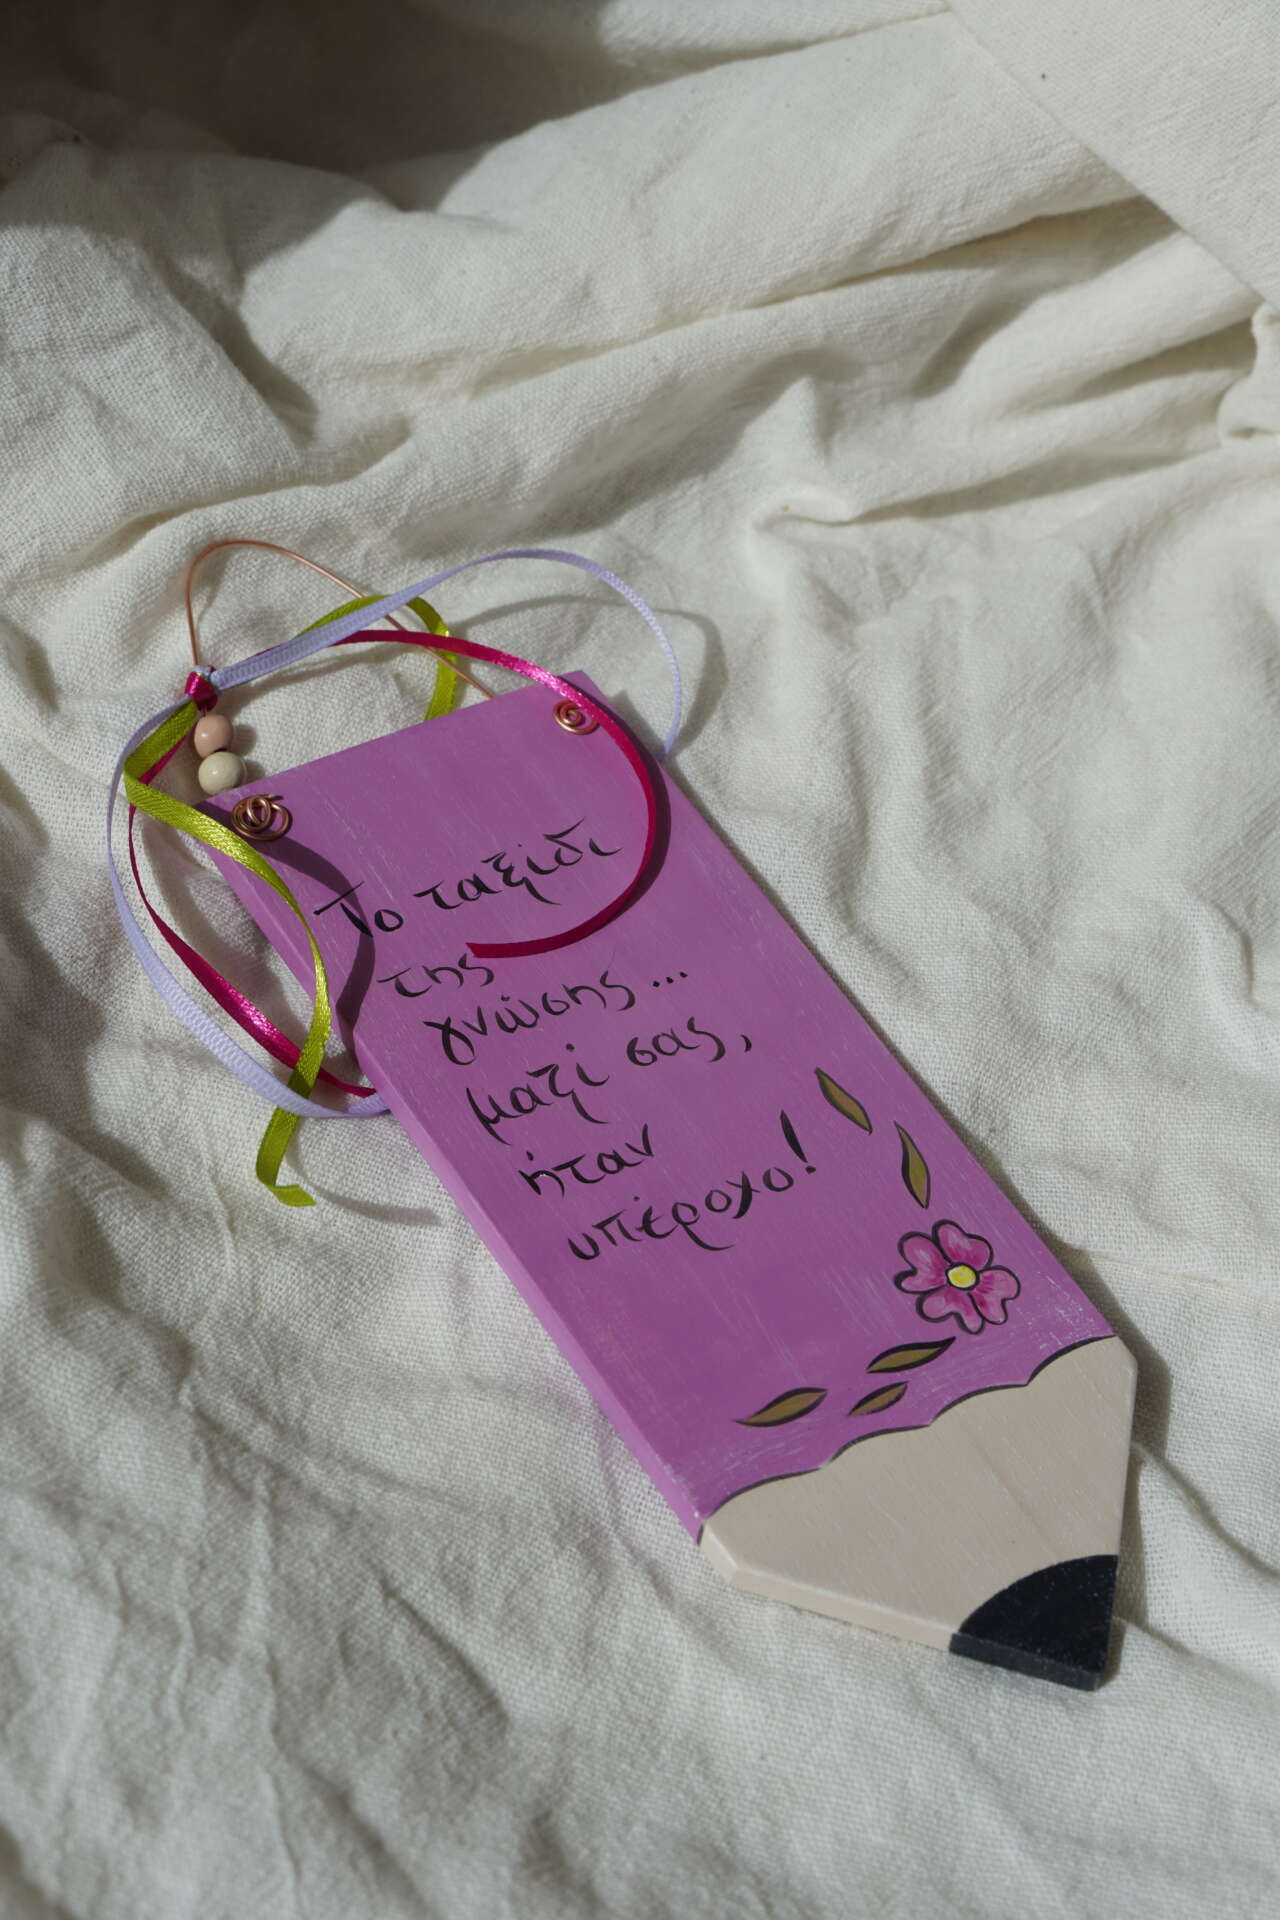 Το ταξίδι
της
γνώσης...
μαζί σας,
ήταν
υπέροχο!